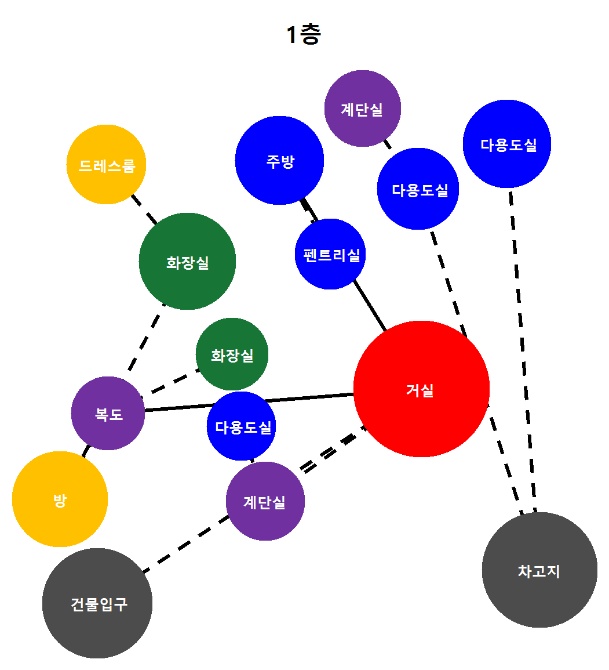 1층
계단실
다용도실
주방
드레스룸
다용도실
펜트리실
화장실
화장실
거실
복도
다용도실
방
계단실
차고지
건물입구